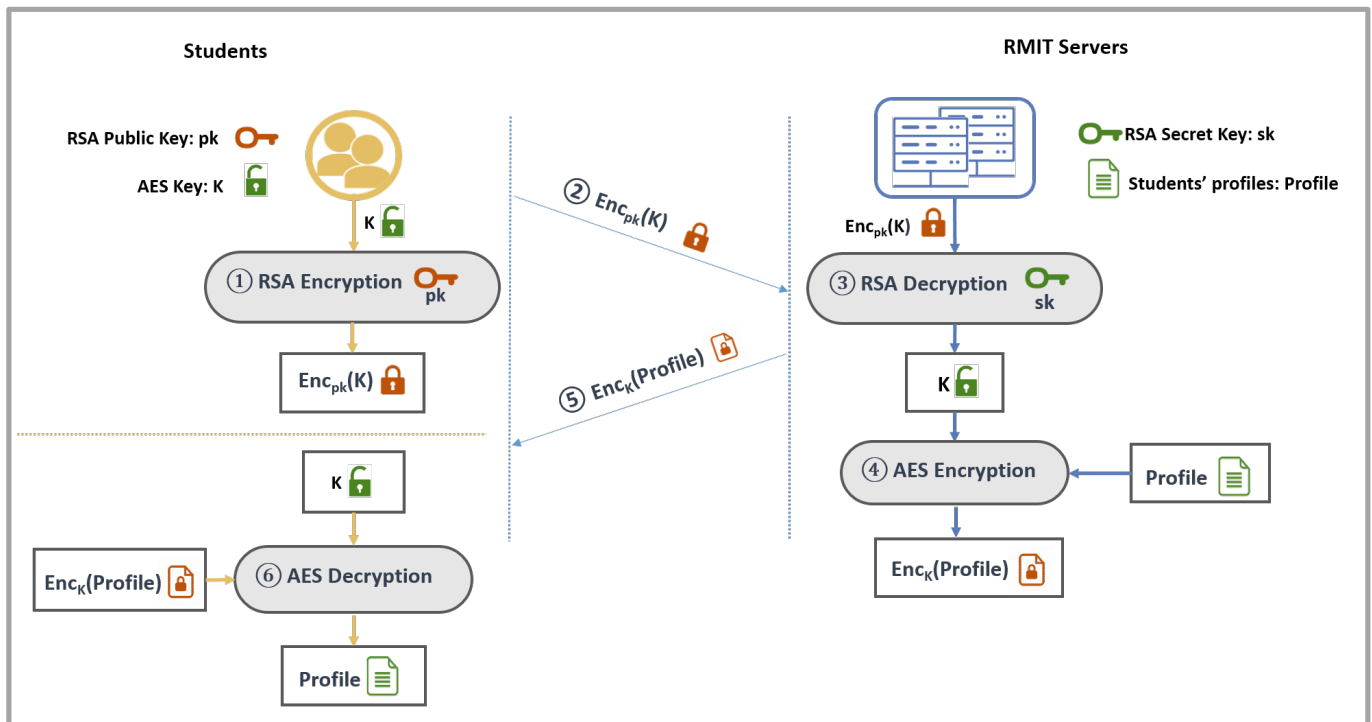 Students
RMIT Servers
RSA Public Key: pk
AES Key: K
RSA Secret Key: sk
Students' profiles: Profile
K
② Enc_pk(K)
Enc_pk(K)
① RSA Encryption
pk
③ RSA Decryption
sk
Enc_pk(K)
⑤ Enc_K(Profile)
K
K
④ AES Encryption
Profile
Enc_K(Profile)
⑥ AES Decryption
Enc_K(Profile)
Profile